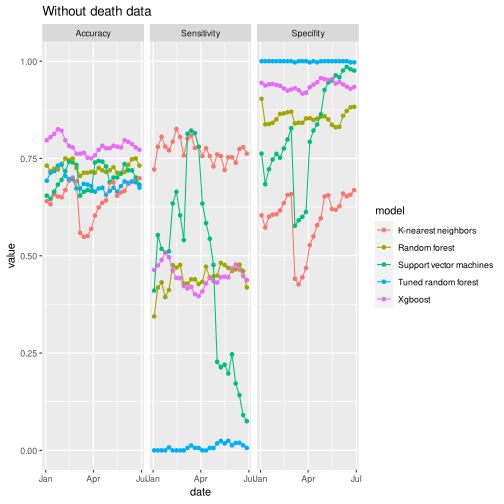 Without death data
Accuracy
Sensitivity
Specifity
1.00
0.75
0.50
0.25
0.00
value
Jan Apr Jul
Jan Apr Jul
Jan Apr Jul
date
model
K-nearest neighbors
Random forest
Support vector machines
Tuned random forest
Xgboost